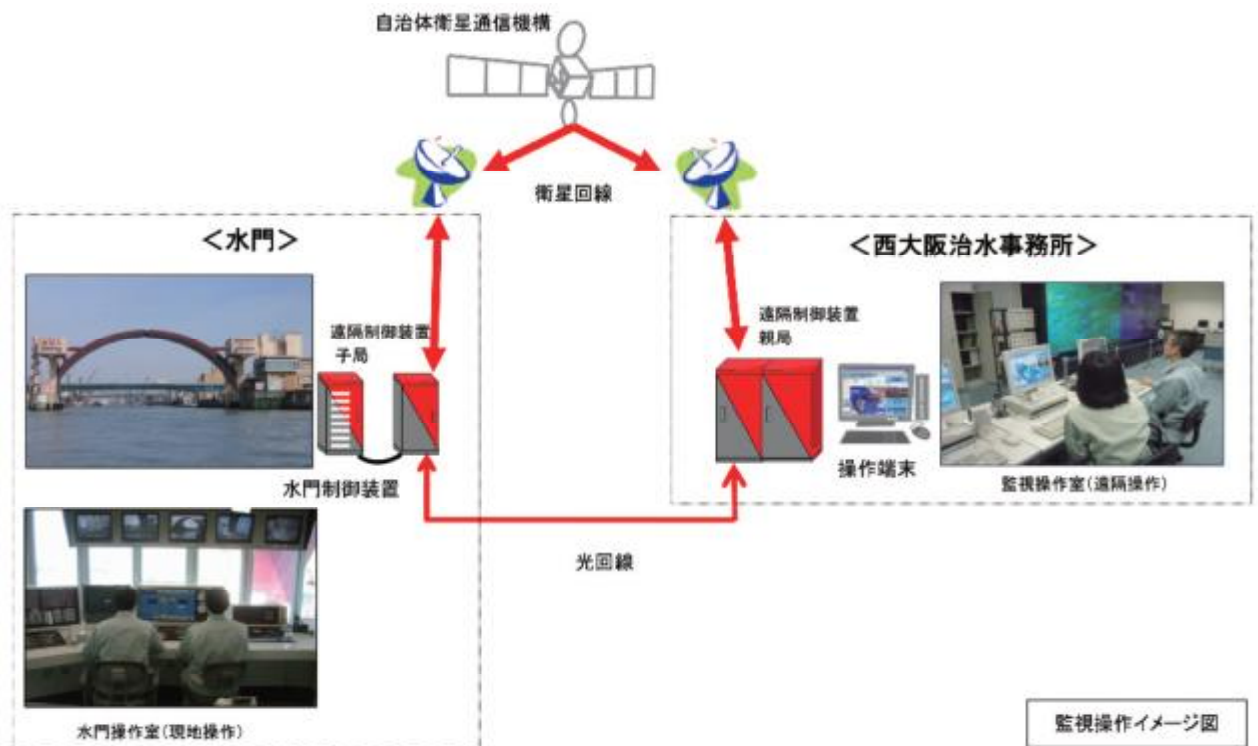 自治体衛星通信機構
衛星回線
＜水門＞
遠隔制御装置
子局
水門制御装置
水門操作室(現地操作)
＜西大阪治水事務所＞
遠隔制御装置
親局
操作端末
監視操作室(遠隔操作)
光回線
監視操作イメージ図